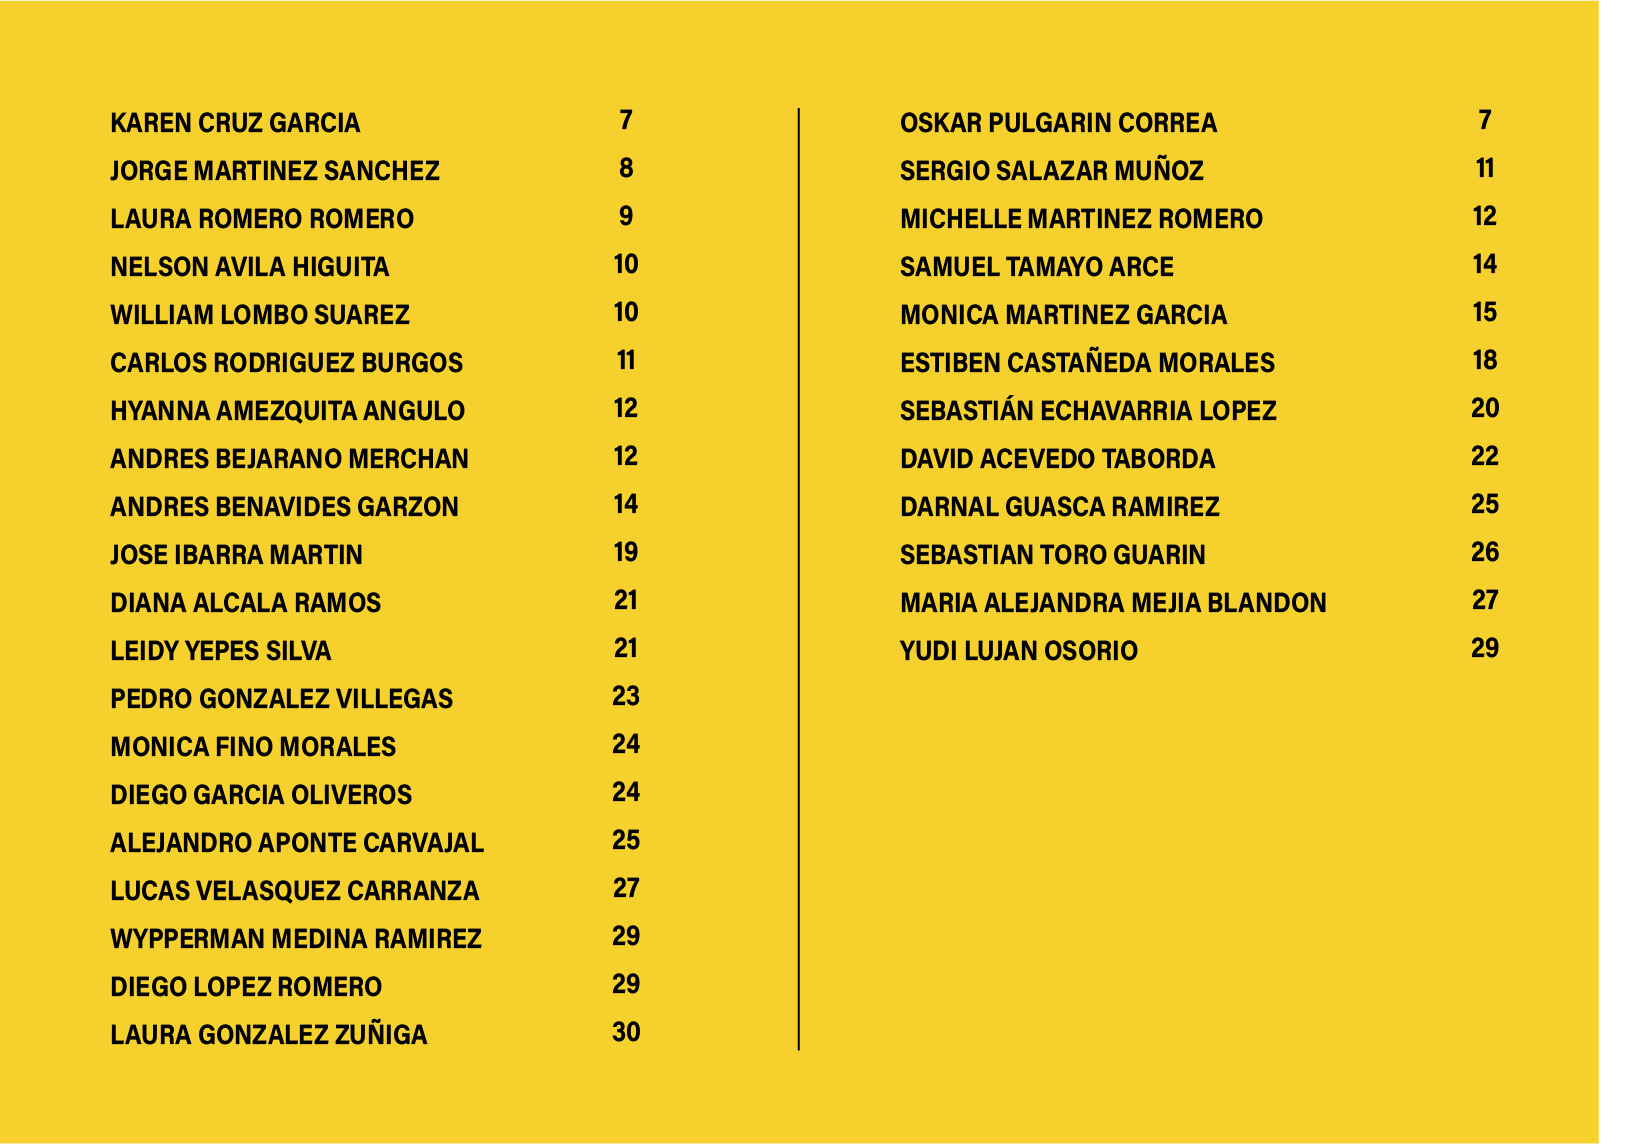 KAREN CRUZ GARCIA 7
JORGE MARTINEZ SANCHEZ 8
LAURA ROMERO ROMERO 9
NELSON AVILA HIGUITA 10
WILLIAM LOMBO SUAREZ 10
CARLOS RODRIGUEZ BURGOS 11
HYANNA AMEZQUITA ANGULO 12
ANDRES BEJARANO MERCHAN 12
ANDRES BENAVIDES GARZON 14
JOSE IBARRA MARTIN 19
DIANA ALCALA RAMOS 21
LEIDY YEPES SILVA 21
PEDRO GONZALEZ VILLEGAS 23
MONICA FINO MORALES 24
DIEGO GARCIA OLIVEROS 24
ALEJANDRO APONTE CARVAJAL 25
LUCAS VELASQUEZ CARRANZA 27
WYPPERMAN MEDINA RAMIREZ 29
DIEGO LOPEZ ROMERO 29
LAURA GONZALEZ ZUÑIGA 30
OSKAR PULGARIN CORREA 7
SERGIO SALAZAR MUÑOZ 11
MICHELLE MARTINEZ ROMERO 12
SAMUEL TAMAYO ARCE 14
MONICA MARTINEZ GARCIA 15
ESTIBEN CASTAÑEDA MORALES 18
SEBASTIÁN ECHAVARRIA LOPEZ 20
DAVID ACEVEDO TABORDA 22
DARNAL GUASCA RAMIREZ 25
SEBASTIAN TORO GUARIN 26
MARIA ALEJANDRA MEJIA BLANDON 27
YUDI LUJAN OSORIO 29